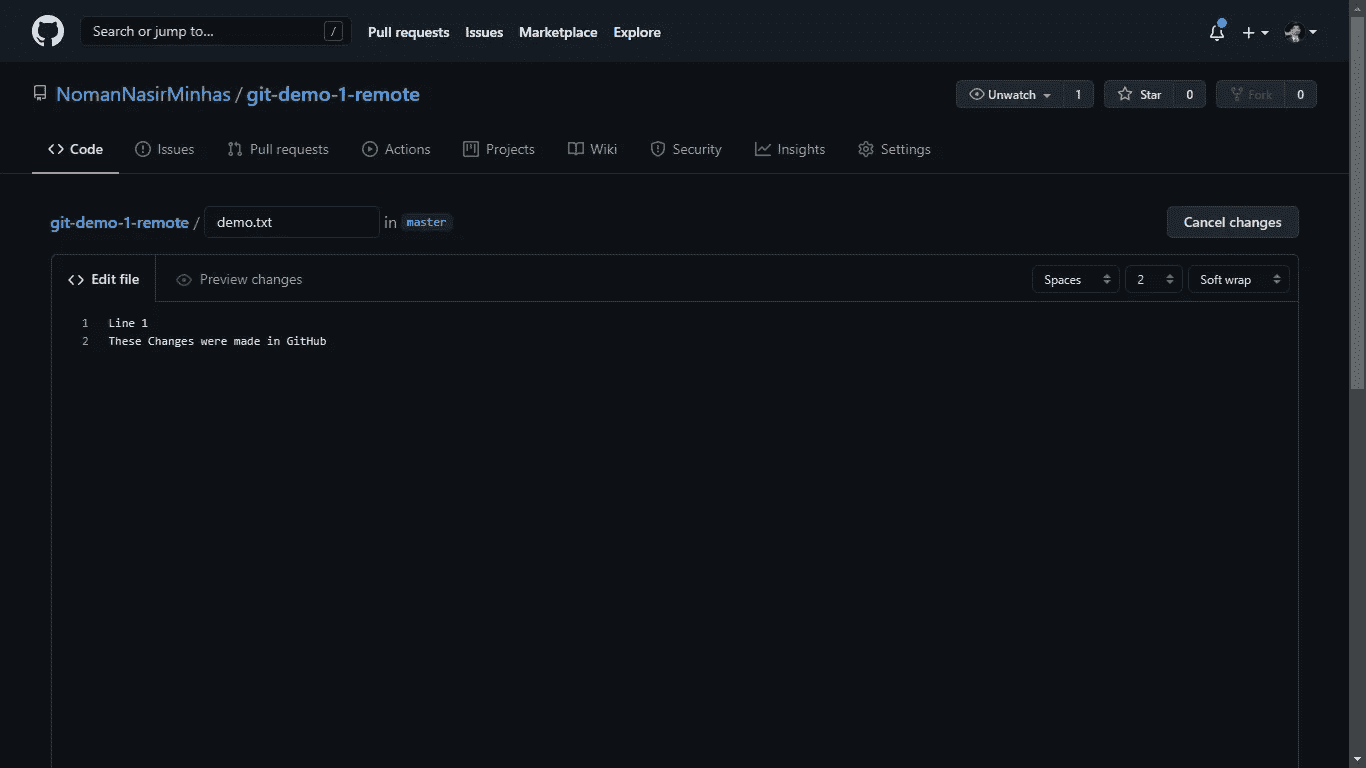 Search or jump to... /
Pull requests Issues Marketplace Explore
NomanNasirMinhas / git-demo-1-remote
Unwatch 1 Star 0 Fork 0
Code Issues Pull requests Actions Projects Wiki Security Insights Settings
git-demo-1-remote / demo.txt in master
Cancel changes
Edit file Preview changes Spaces 2 Soft wrap
1 Line 1
2 These Changes were made in GitHub